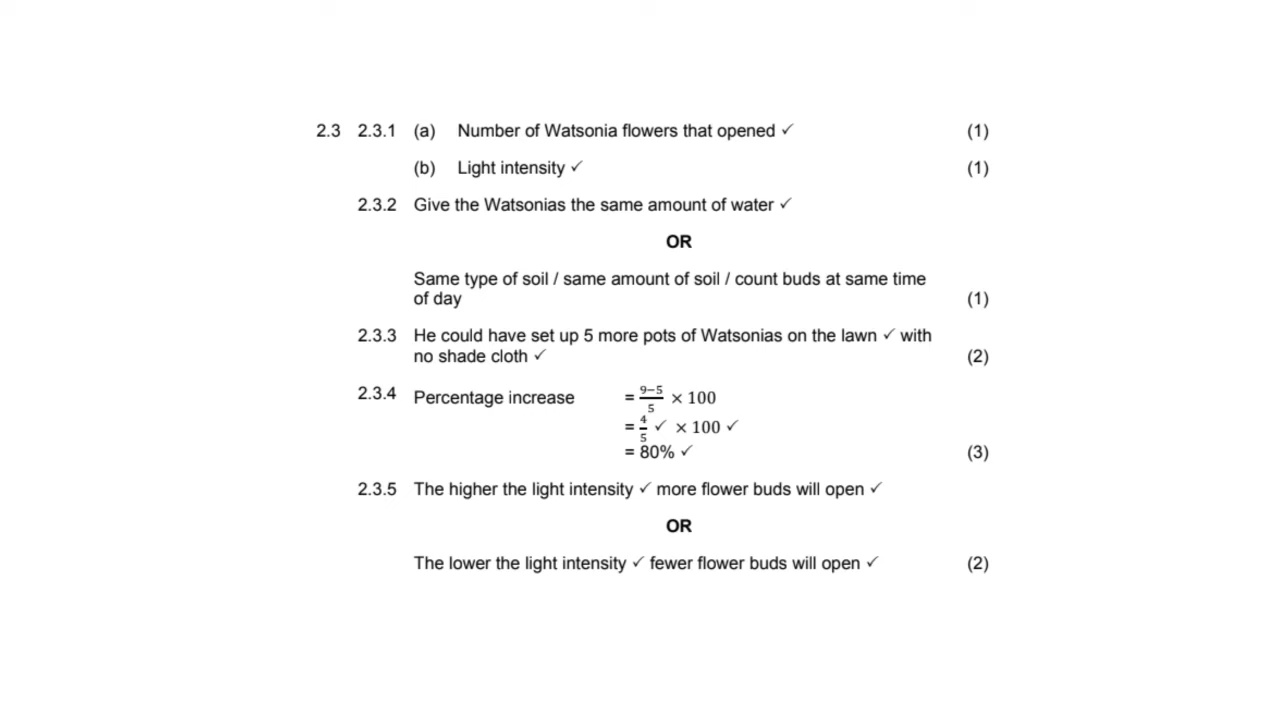 2.3 2.3.1 (a) Number of Watsonia flowers that opened ✓ (1)
(b) Light intensity ✓ (1)
2.3.2 Give the Watsonias the same amount of water ✓
OR
Same type of soil / same amount of soil / count buds at same time
of day (1)
2.3.3 He could have set up 5 more pots of Watsonias on the lawn ✓ with
no shade cloth ✓ (2)
2.3.4 Percentage increase = 9−5/5 × 100
= 4/5 ✓ × 100 ✓
= 80% ✓ (3)
2.3.5 The higher the light intensity ✓ more flower buds will open ✓
OR
The lower the light intensity ✓ fewer flower buds will open ✓ (2)